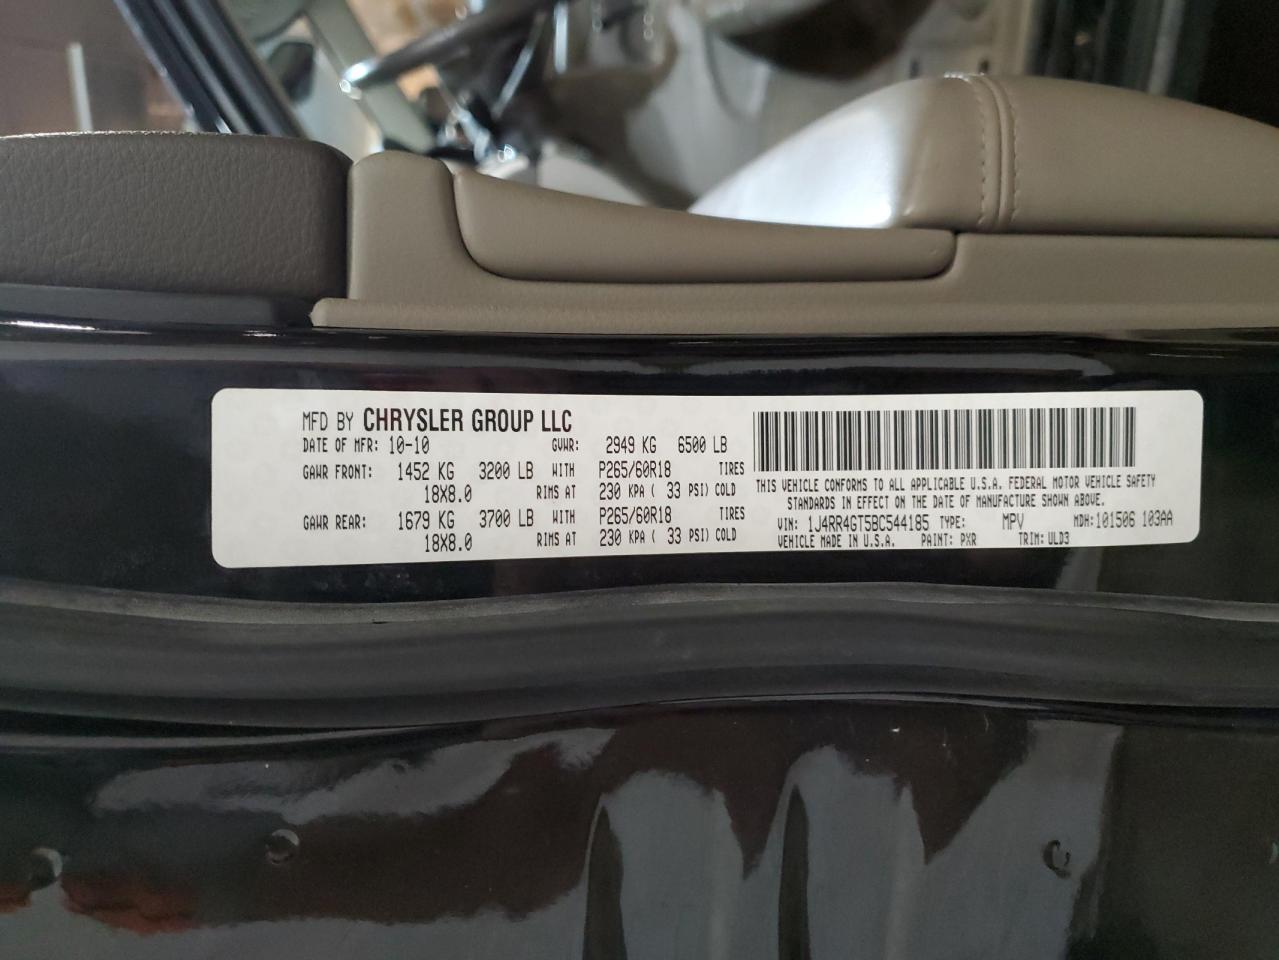 MFD BY CHRYSLER GROUP LLC
DATE OF MFR: 10-10 GVWR: 2949 KG 6500 LB
GAWR FRONT: 1452 KG 3200 LB WITH P265/60R18 TIRES
18X8.0 RIMS AT 230 KPA ( 33 PSI) COLD
GAWR REAR: 1679 KG 3700 LB WITH P265/60R18 TIRES
18X8.0 RIMS AT 230 KPA ( 33 PSI) COLD
THIS VEHICLE CONFORMS TO ALL APPLICABLE U.S.A. FEDERAL MOTOR VEHICLE SAFETY
STANDARDS IN EFFECT ON THE DATE OF MANUFACTURE SHOWN ABOVE.
VIN: 1J4RR4GT5BC544185 TYPE: MPV MDH:101506 103AA
VEHICLE MADE IN U.S.A. PAINT: PXR TRIM: ULD3